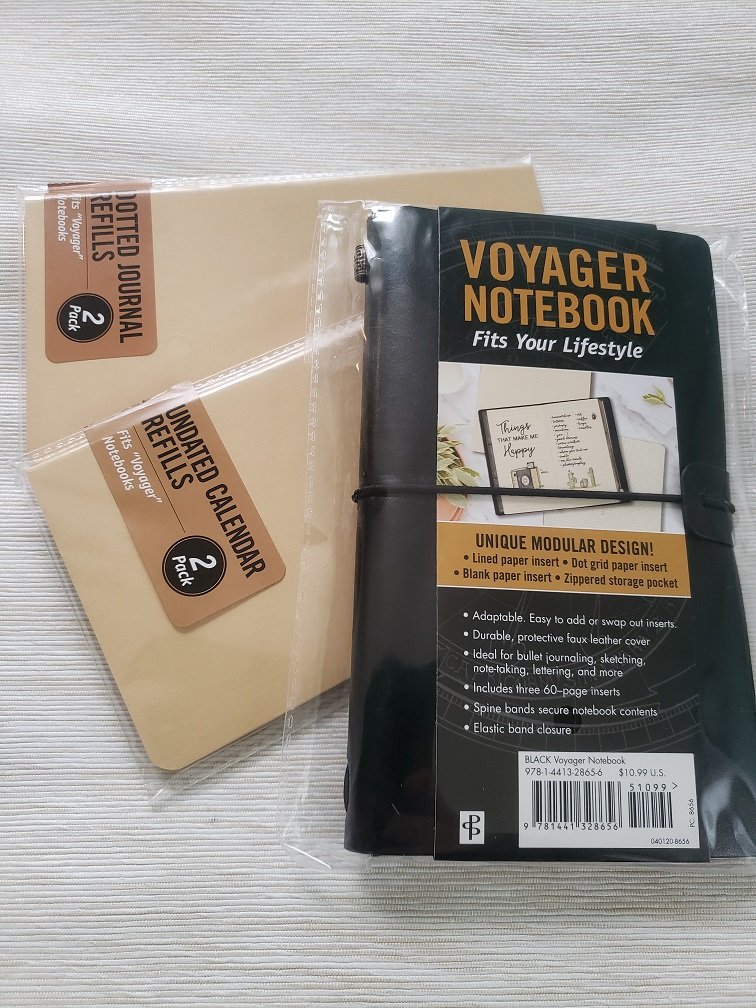 DOTTED JOURNAL
REFILLS
Fits "Voyager"
Notebooks
2
Pack
UNDATED CALENDAR
REFILLS
Fits "Voyager"
Notebooks
2
Pack
VOYAGER
NOTEBOOK
Fits Your Lifestyle
Things
THAT MAKE ME
Happy
UNIQUE MODULAR DESIGN!
• Lined paper insert • Dot grid paper insert
• Blank paper insert • Zippered storage pocket
• Adaptable. Easy to add or swap out inserts.
• Durable, protective faux leather cover
• Ideal for bullet journaling, sketching,
note-taking, lettering, and more
• Includes three 60–page inserts
• Spine bands secure notebook contents
• Elastic band closure
BLACK Voyager Notebook
978-1-4413-2865-6 $10.99 U.S.
51099 >
9 781441 328656
PC: 8656
040120-8656